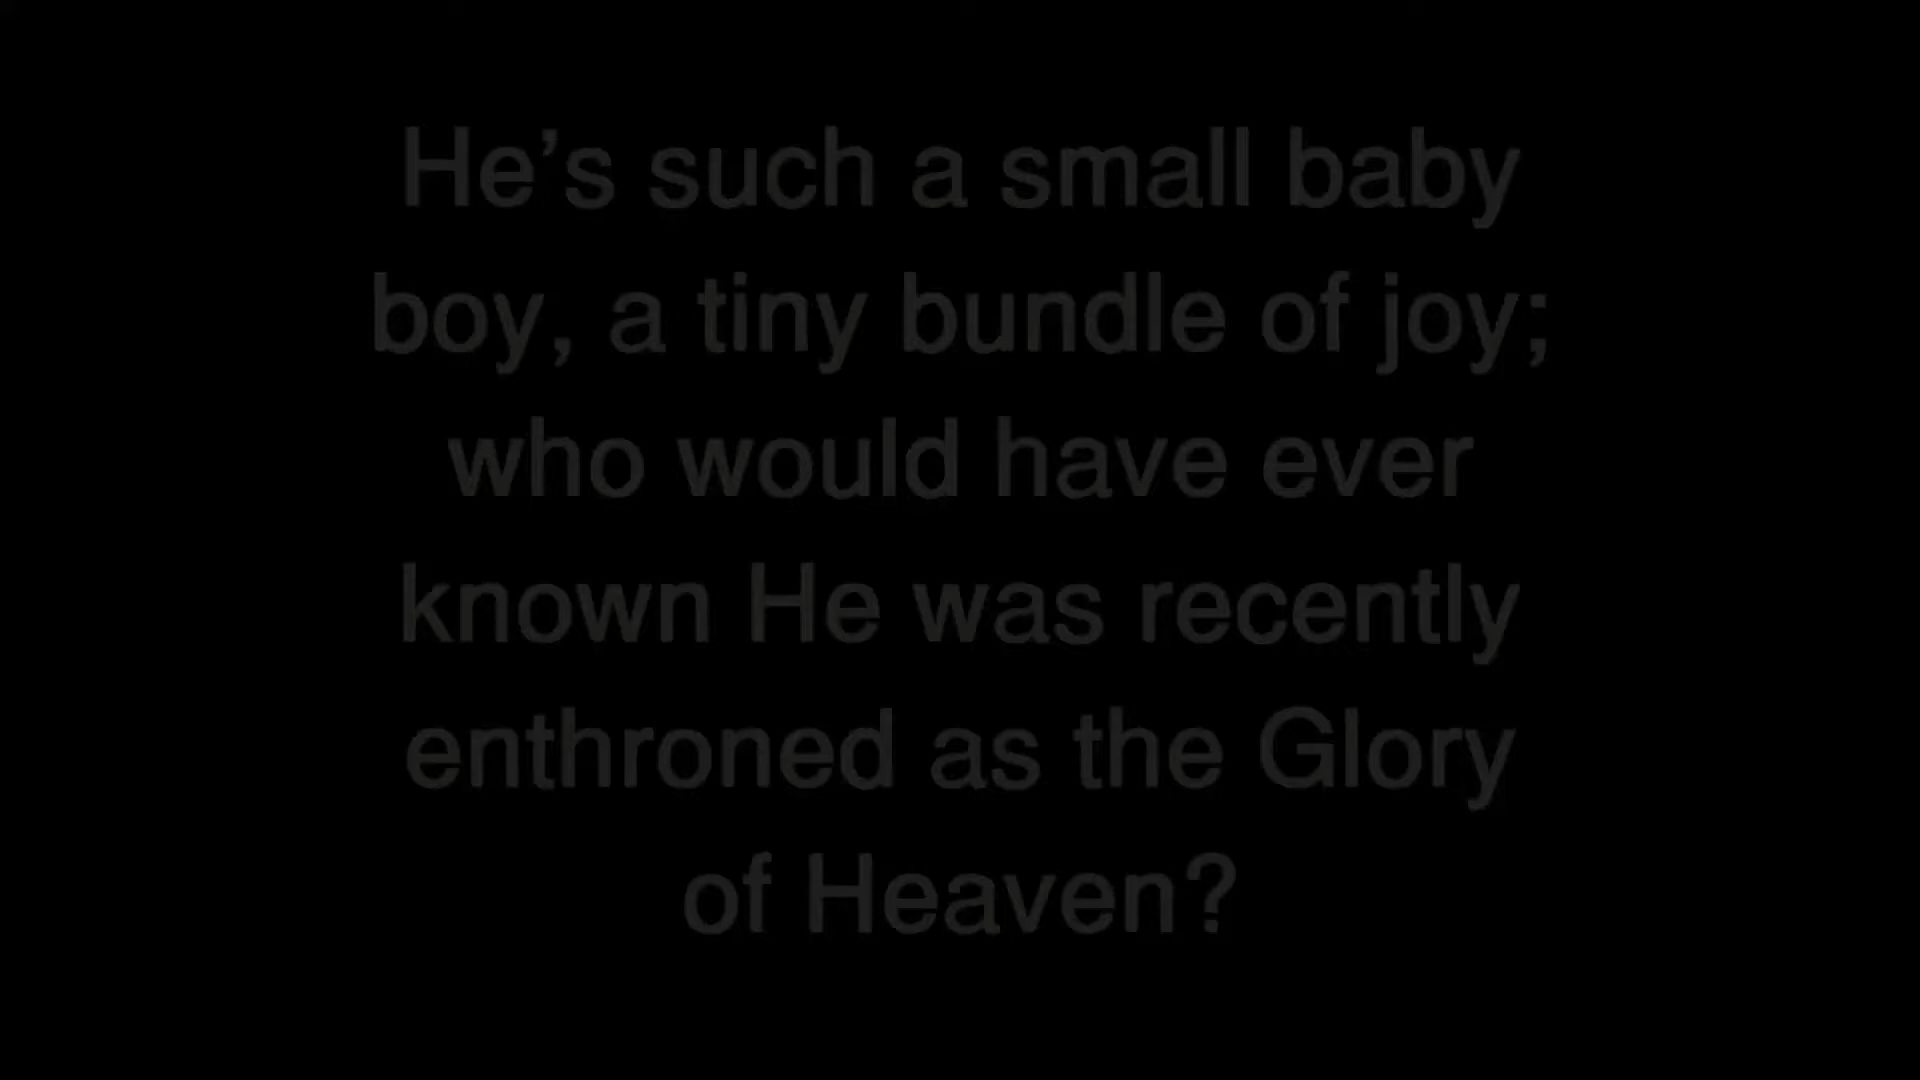 He’s such a small baby
boy, a tiny bundle of joy;
who would have ever
known He was recently
enthroned as the Glory
of Heaven?